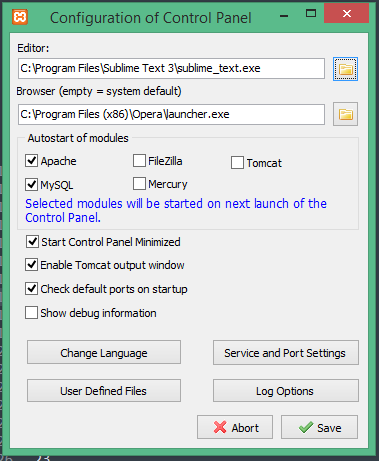 Configuration of Control Panel
Editor:
C:\Program Files\Sublime Text 3\sublime_text.exe
Browser (empty = system default)
C:\Program Files (x86)\Opera\launcher.exe
Autostart of modules
Apache
FileZilla
Tomcat
MySQL
Mercury
Selected modules will be started on next launch of the
Control Panel.
Start Control Panel Minimized
Enable Tomcat output window
Check default ports on startup
Show debug information
Change Language
Service and Port Settings
User Defined Files
Log Options
Abort
Save